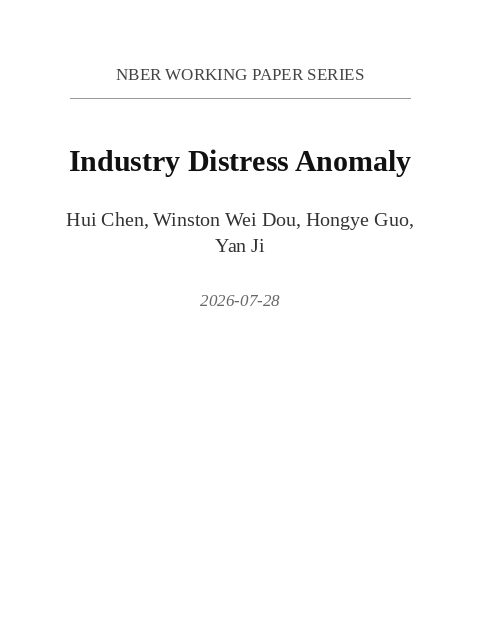 NBER WORKING PAPER SERIES
Industry Distress Anomaly
Hui Chen, Winston Wei Dou, Hongye Guo,
Yan Ji
2026-07-28